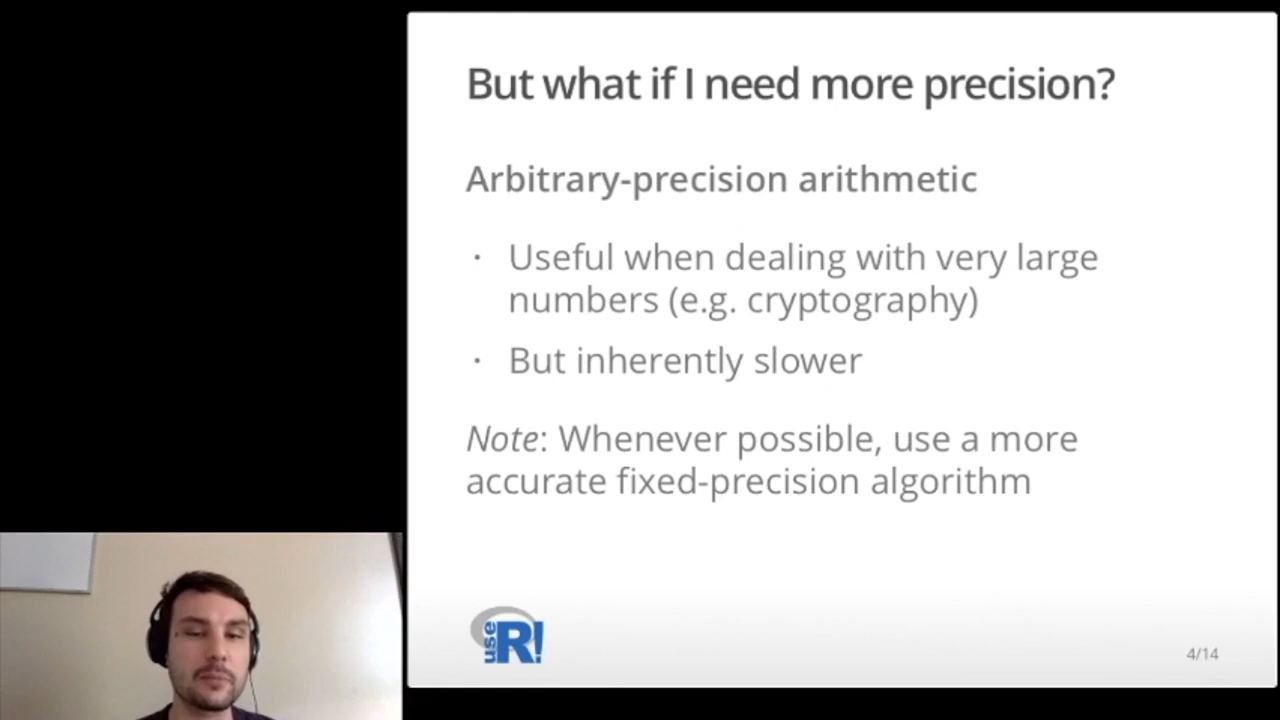 But what if I need more precision?
Arbitrary-precision arithmetic
· Useful when dealing with very large
numbers (e.g. cryptography)
· But inherently slower
Note: Whenever possible, use a more
accurate fixed-precision algorithm
use R!
4/14